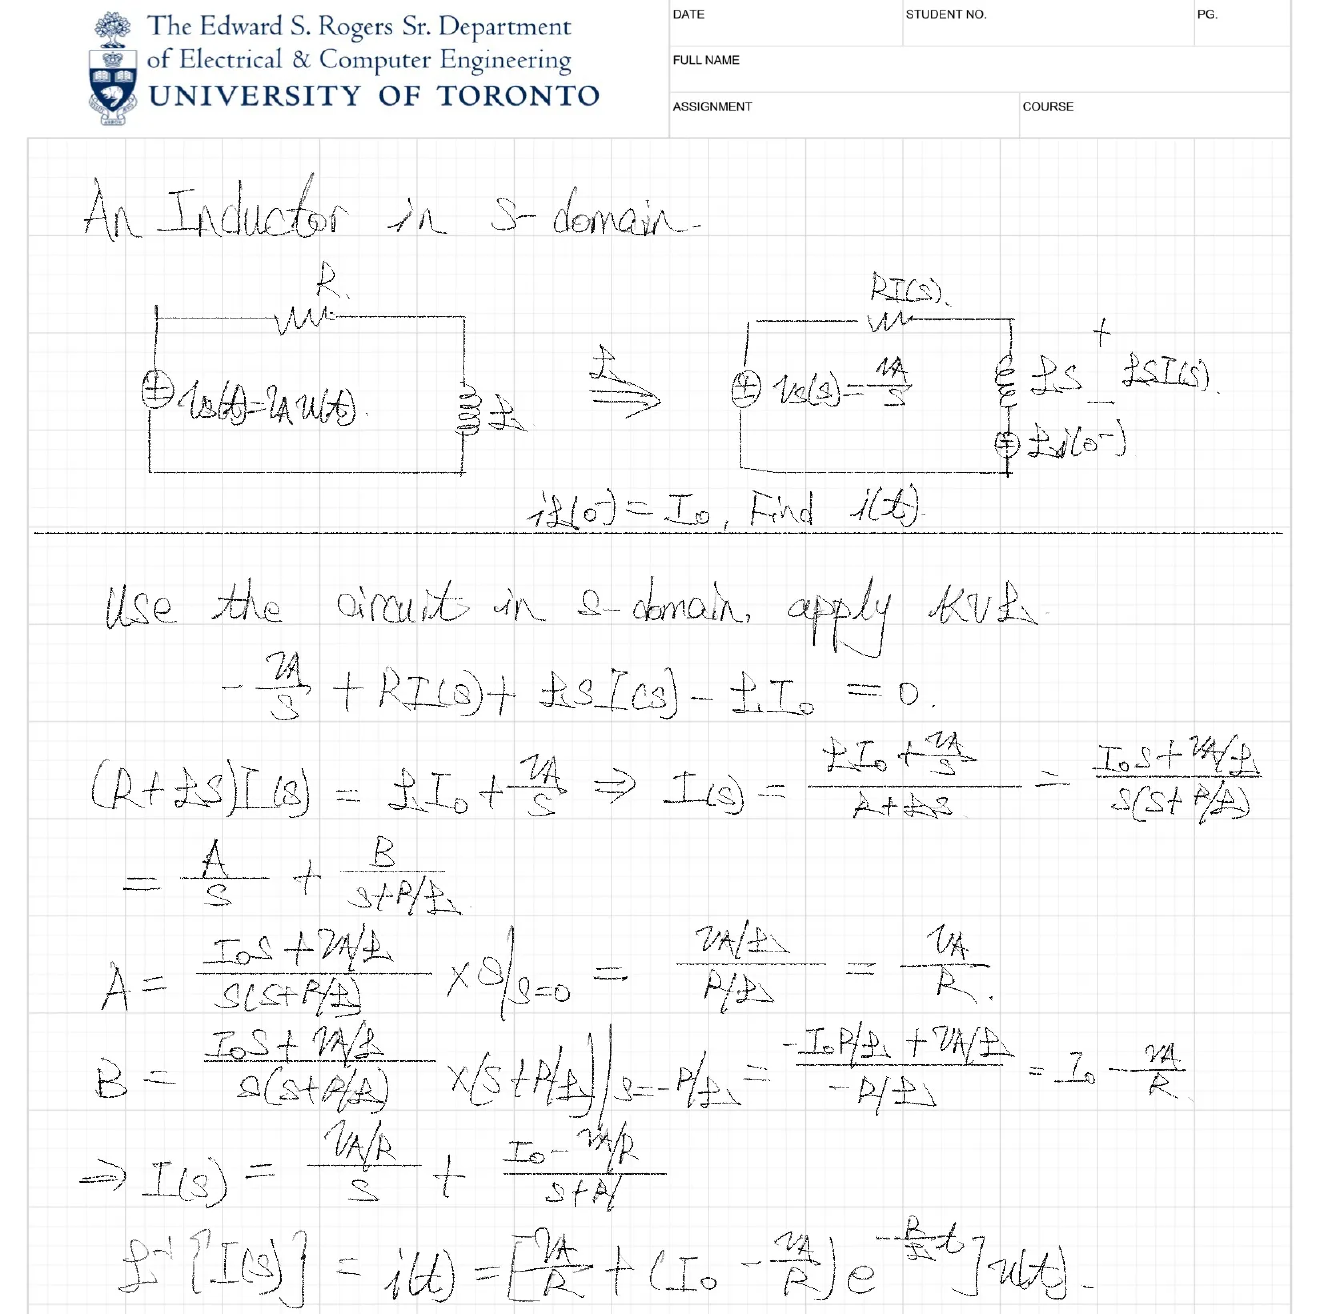 The Edward S. Rogers Sr. Department
of Electrical & Computer Engineering
UNIVERSITY OF TORONTO
DATE
STUDENT NO.
PG.
FULL NAME
ASSIGNMENT
COURSE
An Inductor in s-domain
R
+ - vs(t)=VA u(t)
L
ℒ ⇒
RI(s)
+ - Vs(s)=VA/s
Ls
+ LsI(s) -
L i(0-)
iL(0-)=I0, Find i(t)
Use the circuit in s-domain, apply KVL
- VA/s + RI(s)+ LsI(s) - LI0 = 0.
(R+LS)I(s) = LI0 + VA/s ⇒ I(s) = (LI0 + VA/s)/(R+LS) = (I0s+VA/L)/(s(s+R/L))
= A/s + B/(s+R/L)
A = (I0s+VA/L)/(s(s+R/L)) × s|s=0 = (VA/L)/(R/L) = VA/R.
B = (I0s+VA/L)/(s(s+R/L)) ×(s+R/L)|s=-R/L = (-I0R/L + VA/L)/(-R/L) = I0 - VA/R
⇒ I(s) = (VA/R)/s + (I0-VA/R)/(s+R/
ℒ⁻¹{I(s)} = i(t) = [VA/R + (I0 - VA/R) e^(-R/L t)] u(t).